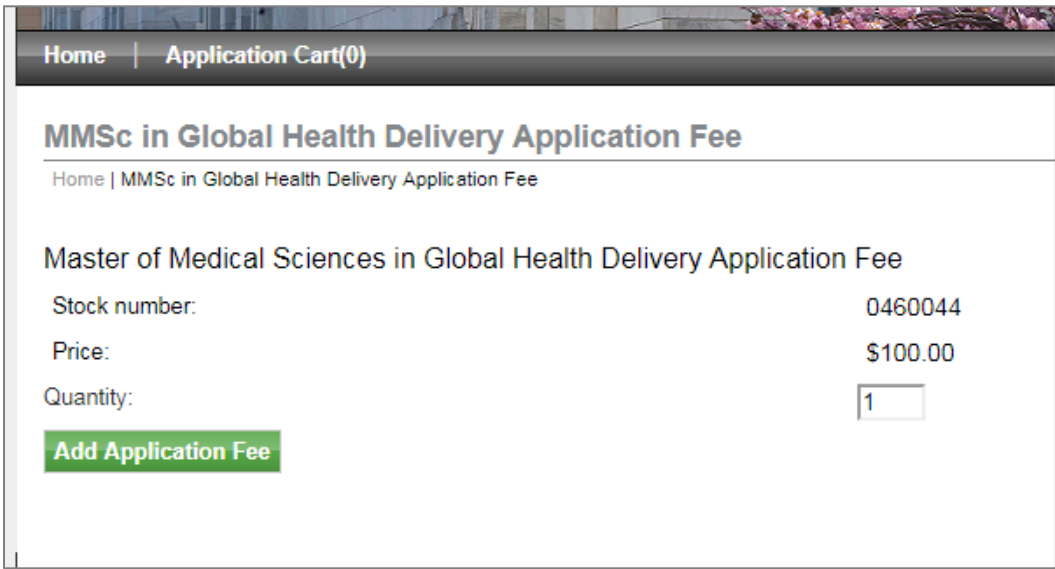 Home | Application Cart(0)
MMSc in Global Health Delivery Application Fee
Home | MMSc in Global Health Delivery Application Fee
Master of Medical Sciences in Global Health Delivery Application Fee
Stock number: 0460044
Price: $100.00
Quantity: 1
Add Application Fee